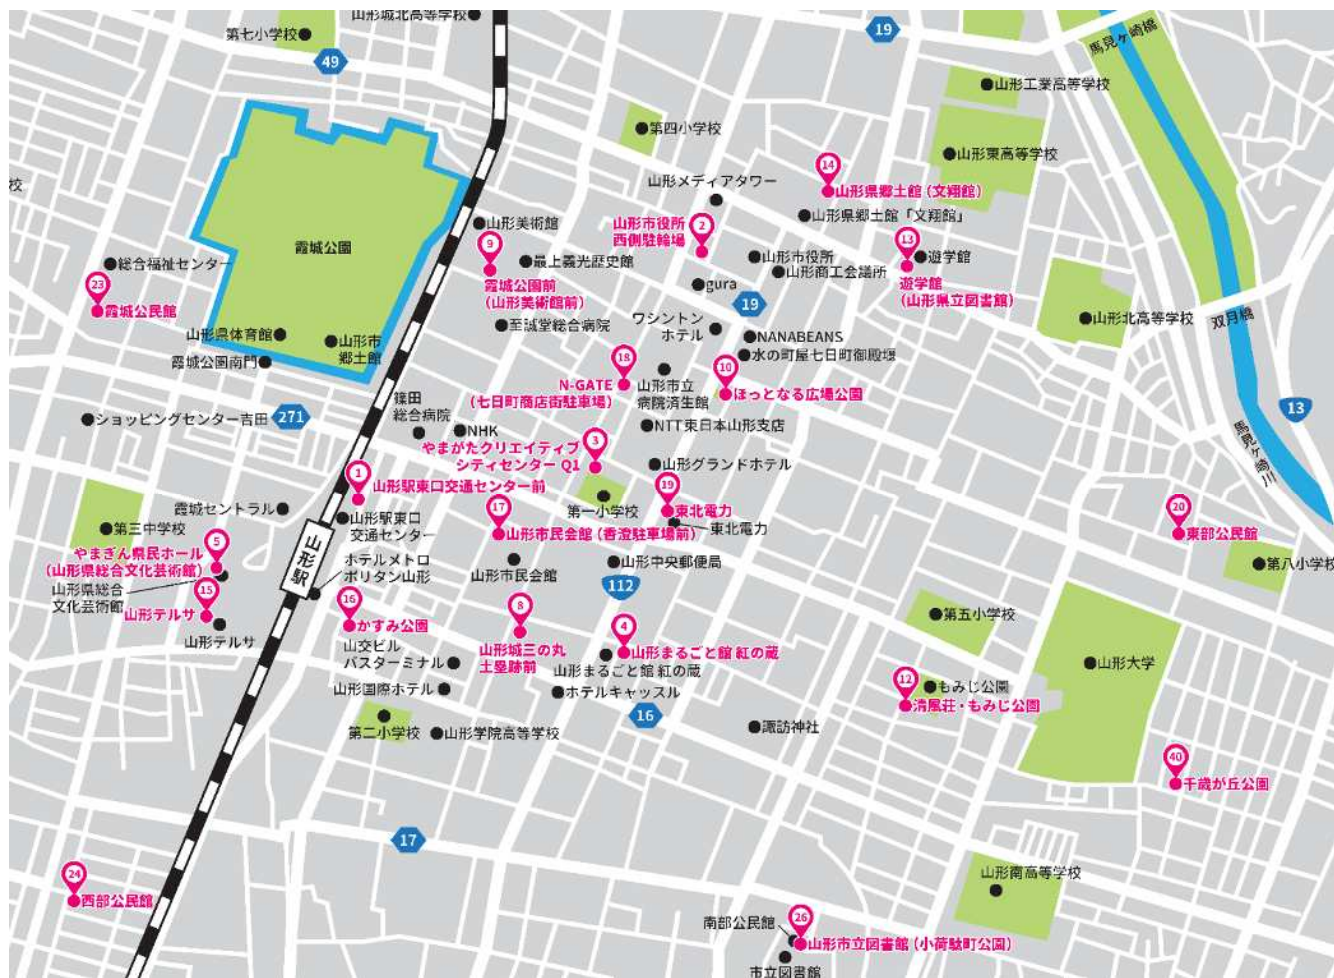 山形城北高等学校
第七小学校
49
19
馬見ヶ崎橋
山形工業高等学校
第四小学校
山形東高等学校
校
14
山形県郷土館（文翔館）
山形メディアタワー
山形県郷土館「文翔館」
山形美術館
山形市役所
西側駐輪場
2
13
遊学館
遊学館
（山形県立図書館）
霞城公園
9
霞城公園前
（山形美術館前）
最上義光歴史館
山形市役所
山形商工会議所
総合福祉センター
23
霞城公民館
gura
19
至誠堂総合病院
ワシントン
ホテル
NANABEANS
水の町屋七日町御殿堰
山形北高等学校
双月橋
山形県体育館
山形市
郷土館
霞城公園南門
18
N-GATE
（七日町商店街駐車場）
山形市立
病院済生館
10
ほっとなる広場公園
13
馬見ヶ崎川
ショッピングセンター吉田
271
篠田
総合病院
NHK
NTT東日本山形支店
3
やまがたクリエイティブ
シティセンター Q1
山形グランドホテル
1
山形駅東口交通センター前
第一小学校
19
東北電力
東北電力
20
東部公民館
霞城セントラル
山形駅東口
交通センター
17
山形市民会館（香澄駐車場前）
第三中学校
5
やまぎん県民ホール
（山形県総合文化芸術館）
山形駅
ホテルメトロ
ポリタン山形
山形市民会館
山形中央郵便局
112
第八小学校
山形県総合
文化芸術館
15
山形テルサ
山形テルサ
16
かすみ公園
8
山形城三の丸
土塁跡前
4
山形まるごと館 紅の蔵
山形まるごと館 紅の蔵
第五小学校
山交ビル
バスターミナル
山形大学
山形国際ホテル
ホテルキャッスル
12
もみじ公園
清風荘・もみじ公園
16
第二小学校
山形学院高等学校
諏訪神社
40
千歳が丘公園
17
24
西部公民館
山形南高等学校
南部公民館
26
山形市立図書館（小荷駄町公園）
市立図書館